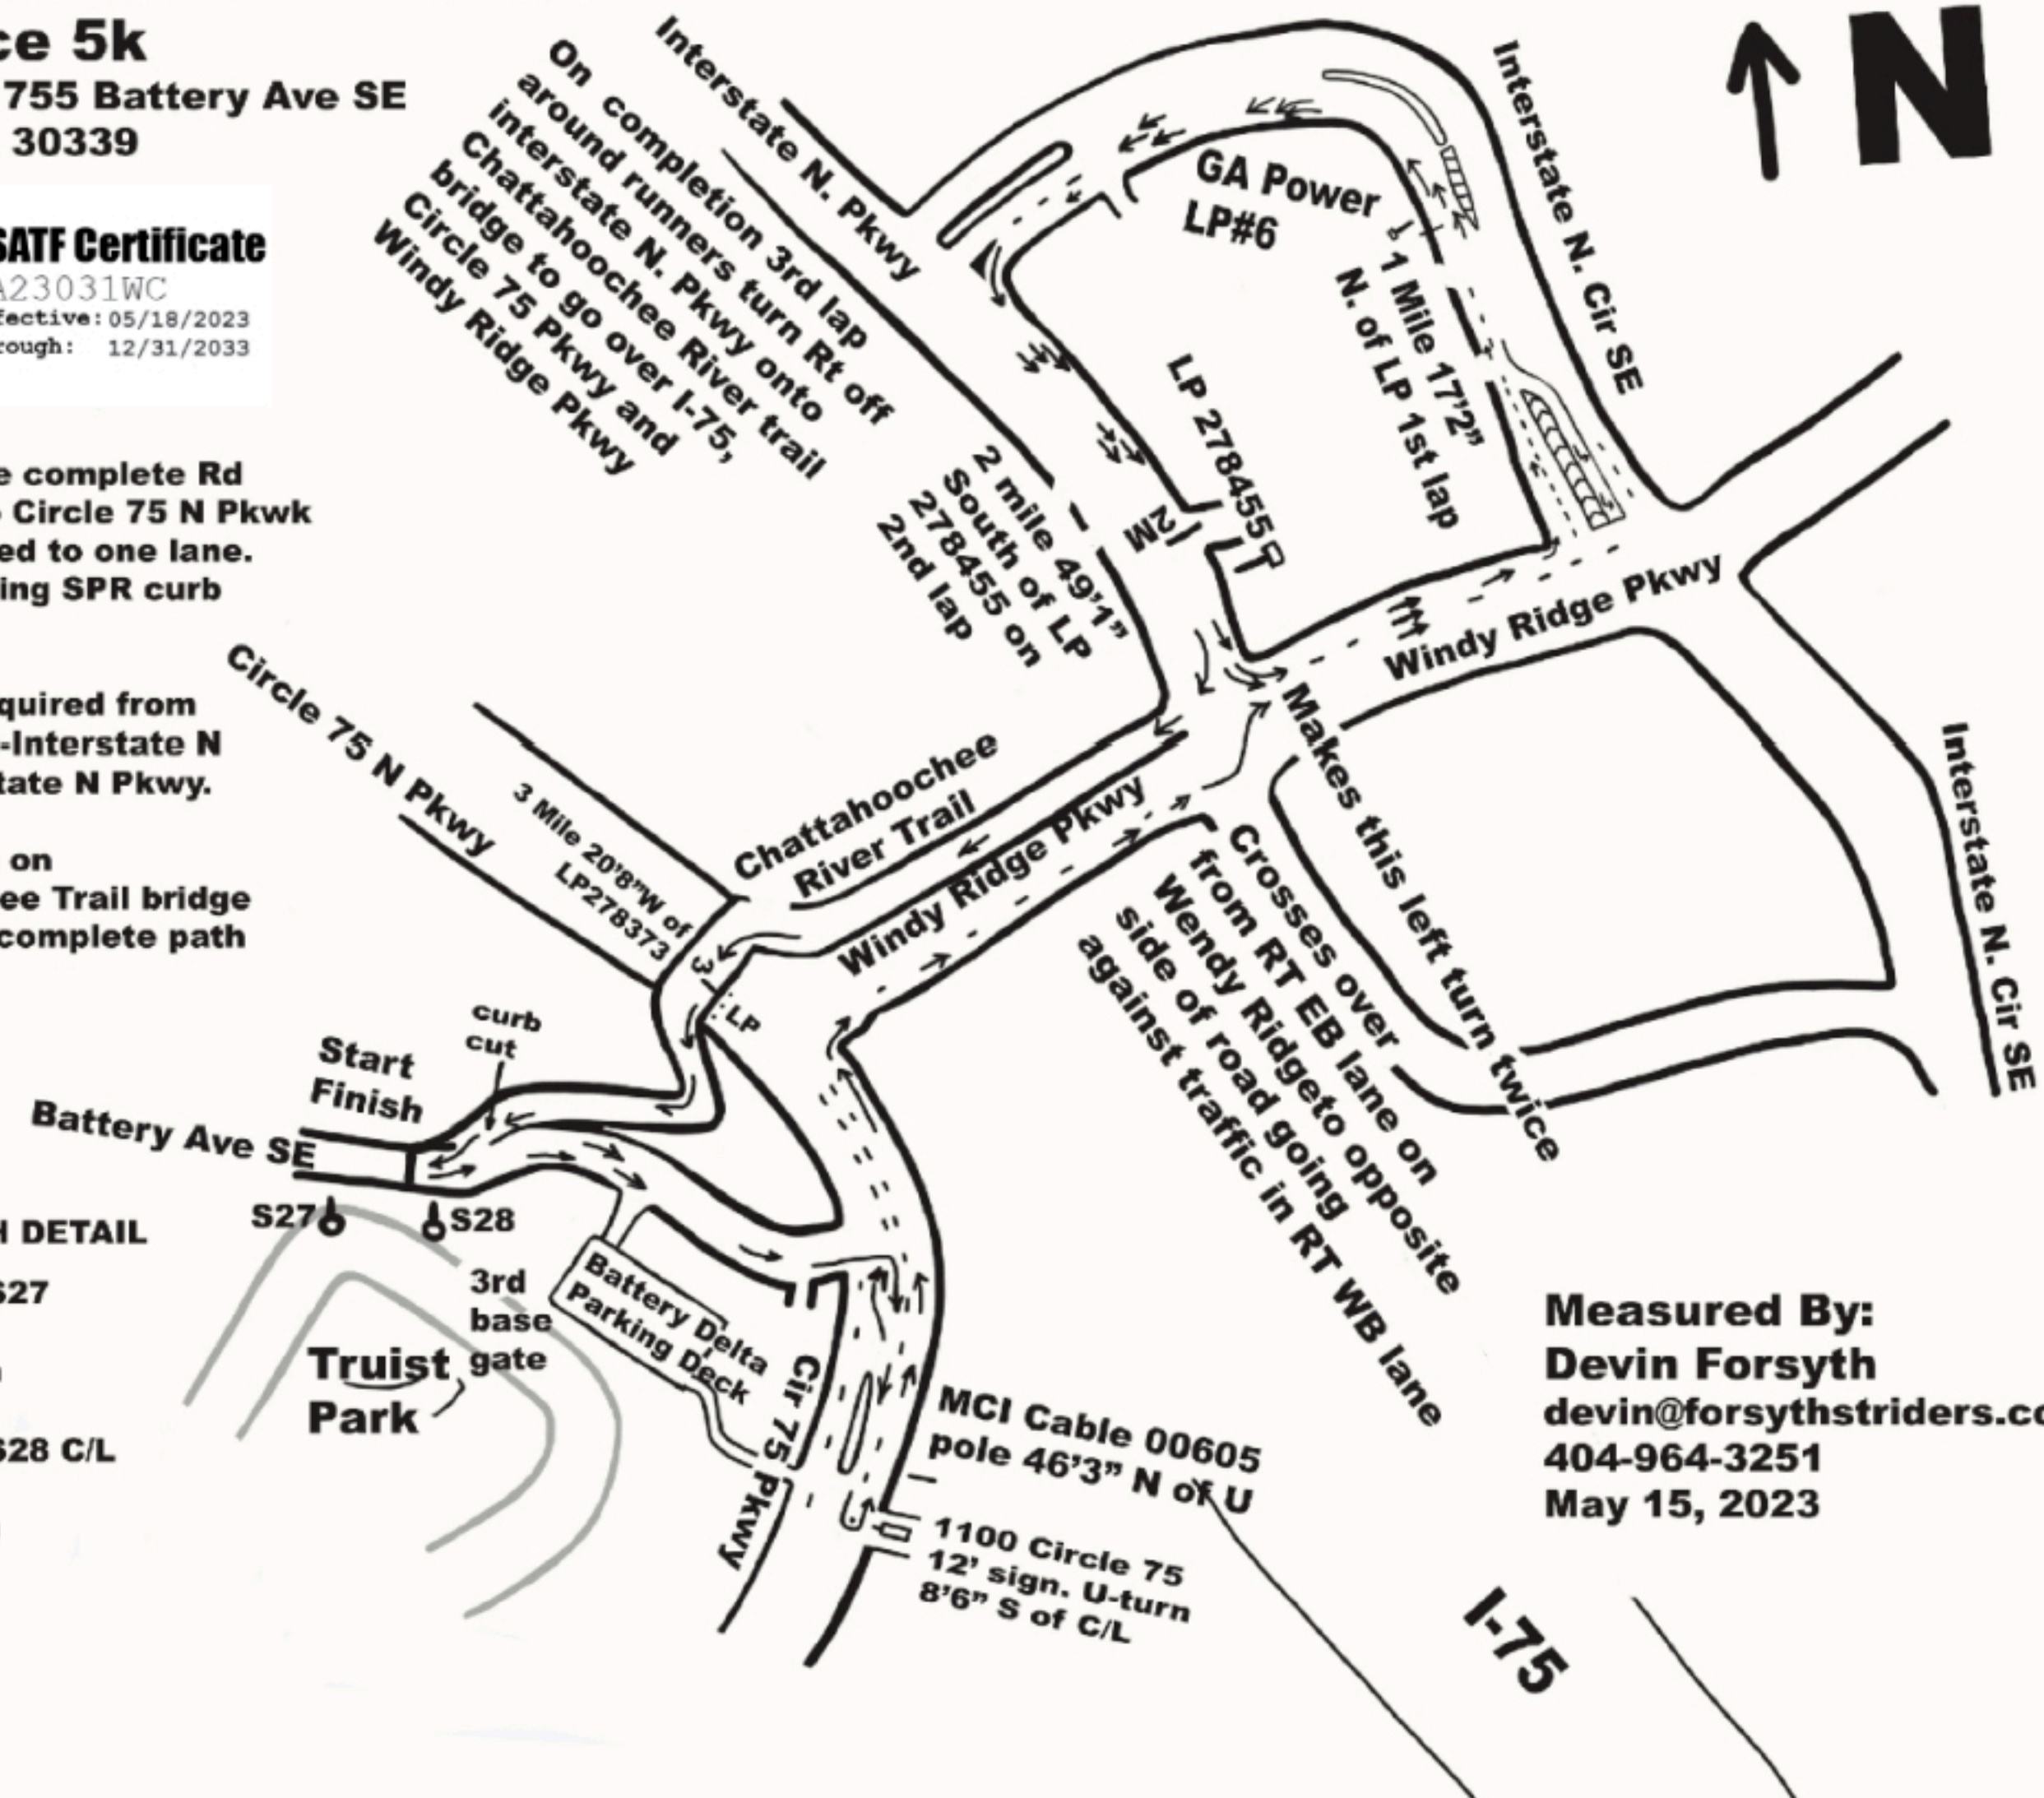 ce 5k
755 Battery Ave SE
30339
SATF Certificate
A23031WC
fective: 05/18/2023
rough: 12/31/2033
e complete Rd
Circle 75 N Pkwk
ed to one lane.
ing SPR curb
quired from
-Interstate N
tate N Pkwy.
on
ee Trail bridge
complete path
H DETAIL
S27
S28 C/L
N
On completion 3rd lap
around runners turn Rt off
interstate N. Pkwy onto
Chattahoochee River trail
bridge to go over I-75,
Circle 75 Pkwy and
Windy Ridge Pkwy
Interstate N. Pkwy
GA Power
LP#6
Interstate N. Cir SE
1 Mile 17'2"
N. of LP 1st lap
LP 278455
2 mile 49'1"
South of LP
278455 on
2nd lap
2M
Windy Ridge Pkwy
Interstate N. Cir SE
Makes this left turn twice
Crosses over
from RT EB lane on
Wendy Ridgeto opposite
side of road going
against traffic in RT WB lane
Circle 75 N Pkwy
3 Mile 20'8"W of
LP278373
Chattahoochee
River Trail
Windy Ridge Pkwy
3
LP
curb
cut
Start
Finish
Battery Ave SE
S27
S28
3rd
base
gate
Truist
Park
Battery Delta
Parking Deck
Cir 75 Pkwy
MCI Cable 00605
pole 46'3" N of U
1100 Circle 75
12' sign. U-turn
8'6" S of C/L
I-75
Measured By:
Devin Forsyth
devin@forsythstriders.co
404-964-3251
May 15, 2023